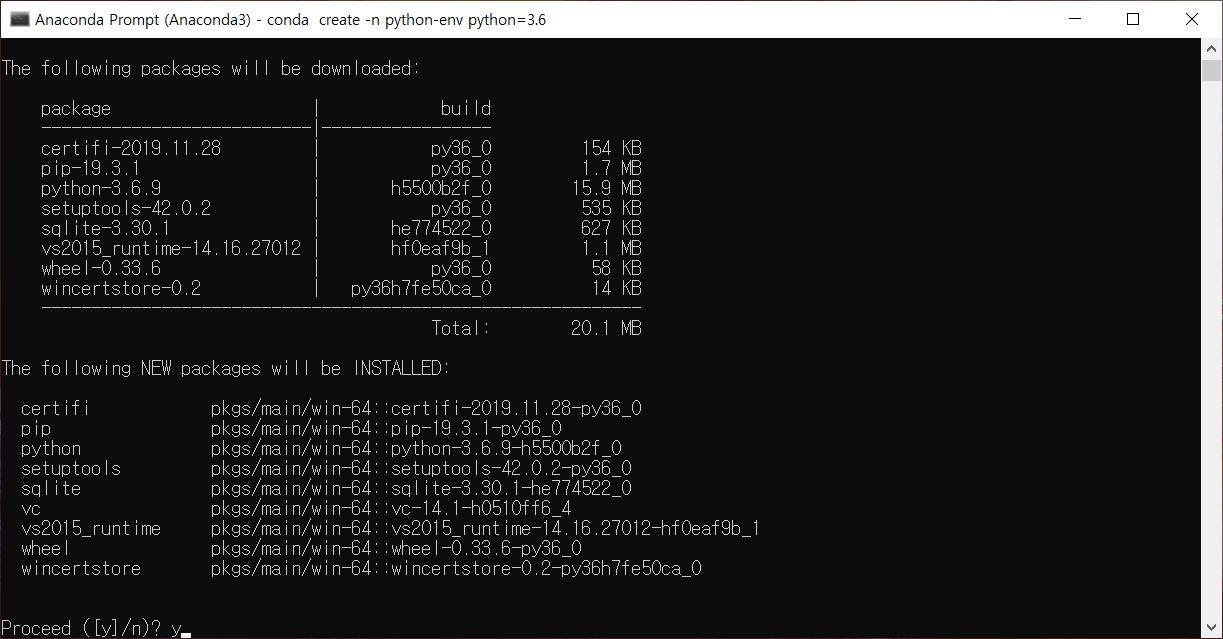 Anaconda Prompt (Anaconda3) - conda  create -n python-env python=3.6
The following packages will be downloaded:
    package                    |            build
    ---------------------------|-----------------
    certifi-2019.11.28         |           py36_0         154 KB
    pip-19.3.1                 |           py36_0         1.7 MB
    python-3.6.9               |       h5500b2f_0        15.9 MB
    setuptools-42.0.2          |           py36_0         535 KB
    sqlite-3.30.1              |       he774522_0         627 KB
    vs2015_runtime-14.16.27012 |       hf0eaf9b_1         1.1 MB
    wheel-0.33.6               |           py36_0          58 KB
    wincertstore-0.2           |   py36h7fe50ca_0          14 KB
    ------------------------------------------------------------
                                           Total:        20.1 MB
The following NEW packages will be INSTALLED:
  certifi            pkgs/main/win-64::certifi-2019.11.28-py36_0
  pip                pkgs/main/win-64::pip-19.3.1-py36_0
  python             pkgs/main/win-64::python-3.6.9-h5500b2f_0
  setuptools         pkgs/main/win-64::setuptools-42.0.2-py36_0
  sqlite             pkgs/main/win-64::sqlite-3.30.1-he774522_0
  vc                 pkgs/main/win-64::vc-14.1-h0510ff6_4
  vs2015_runtime     pkgs/main/win-64::vs2015_runtime-14.16.27012-hf0eaf9b_1
  wheel              pkgs/main/win-64::wheel-0.33.6-py36_0
  wincertstore       pkgs/main/win-64::wincertstore-0.2-py36h7fe50ca_0
Proceed ([y]/n)? y